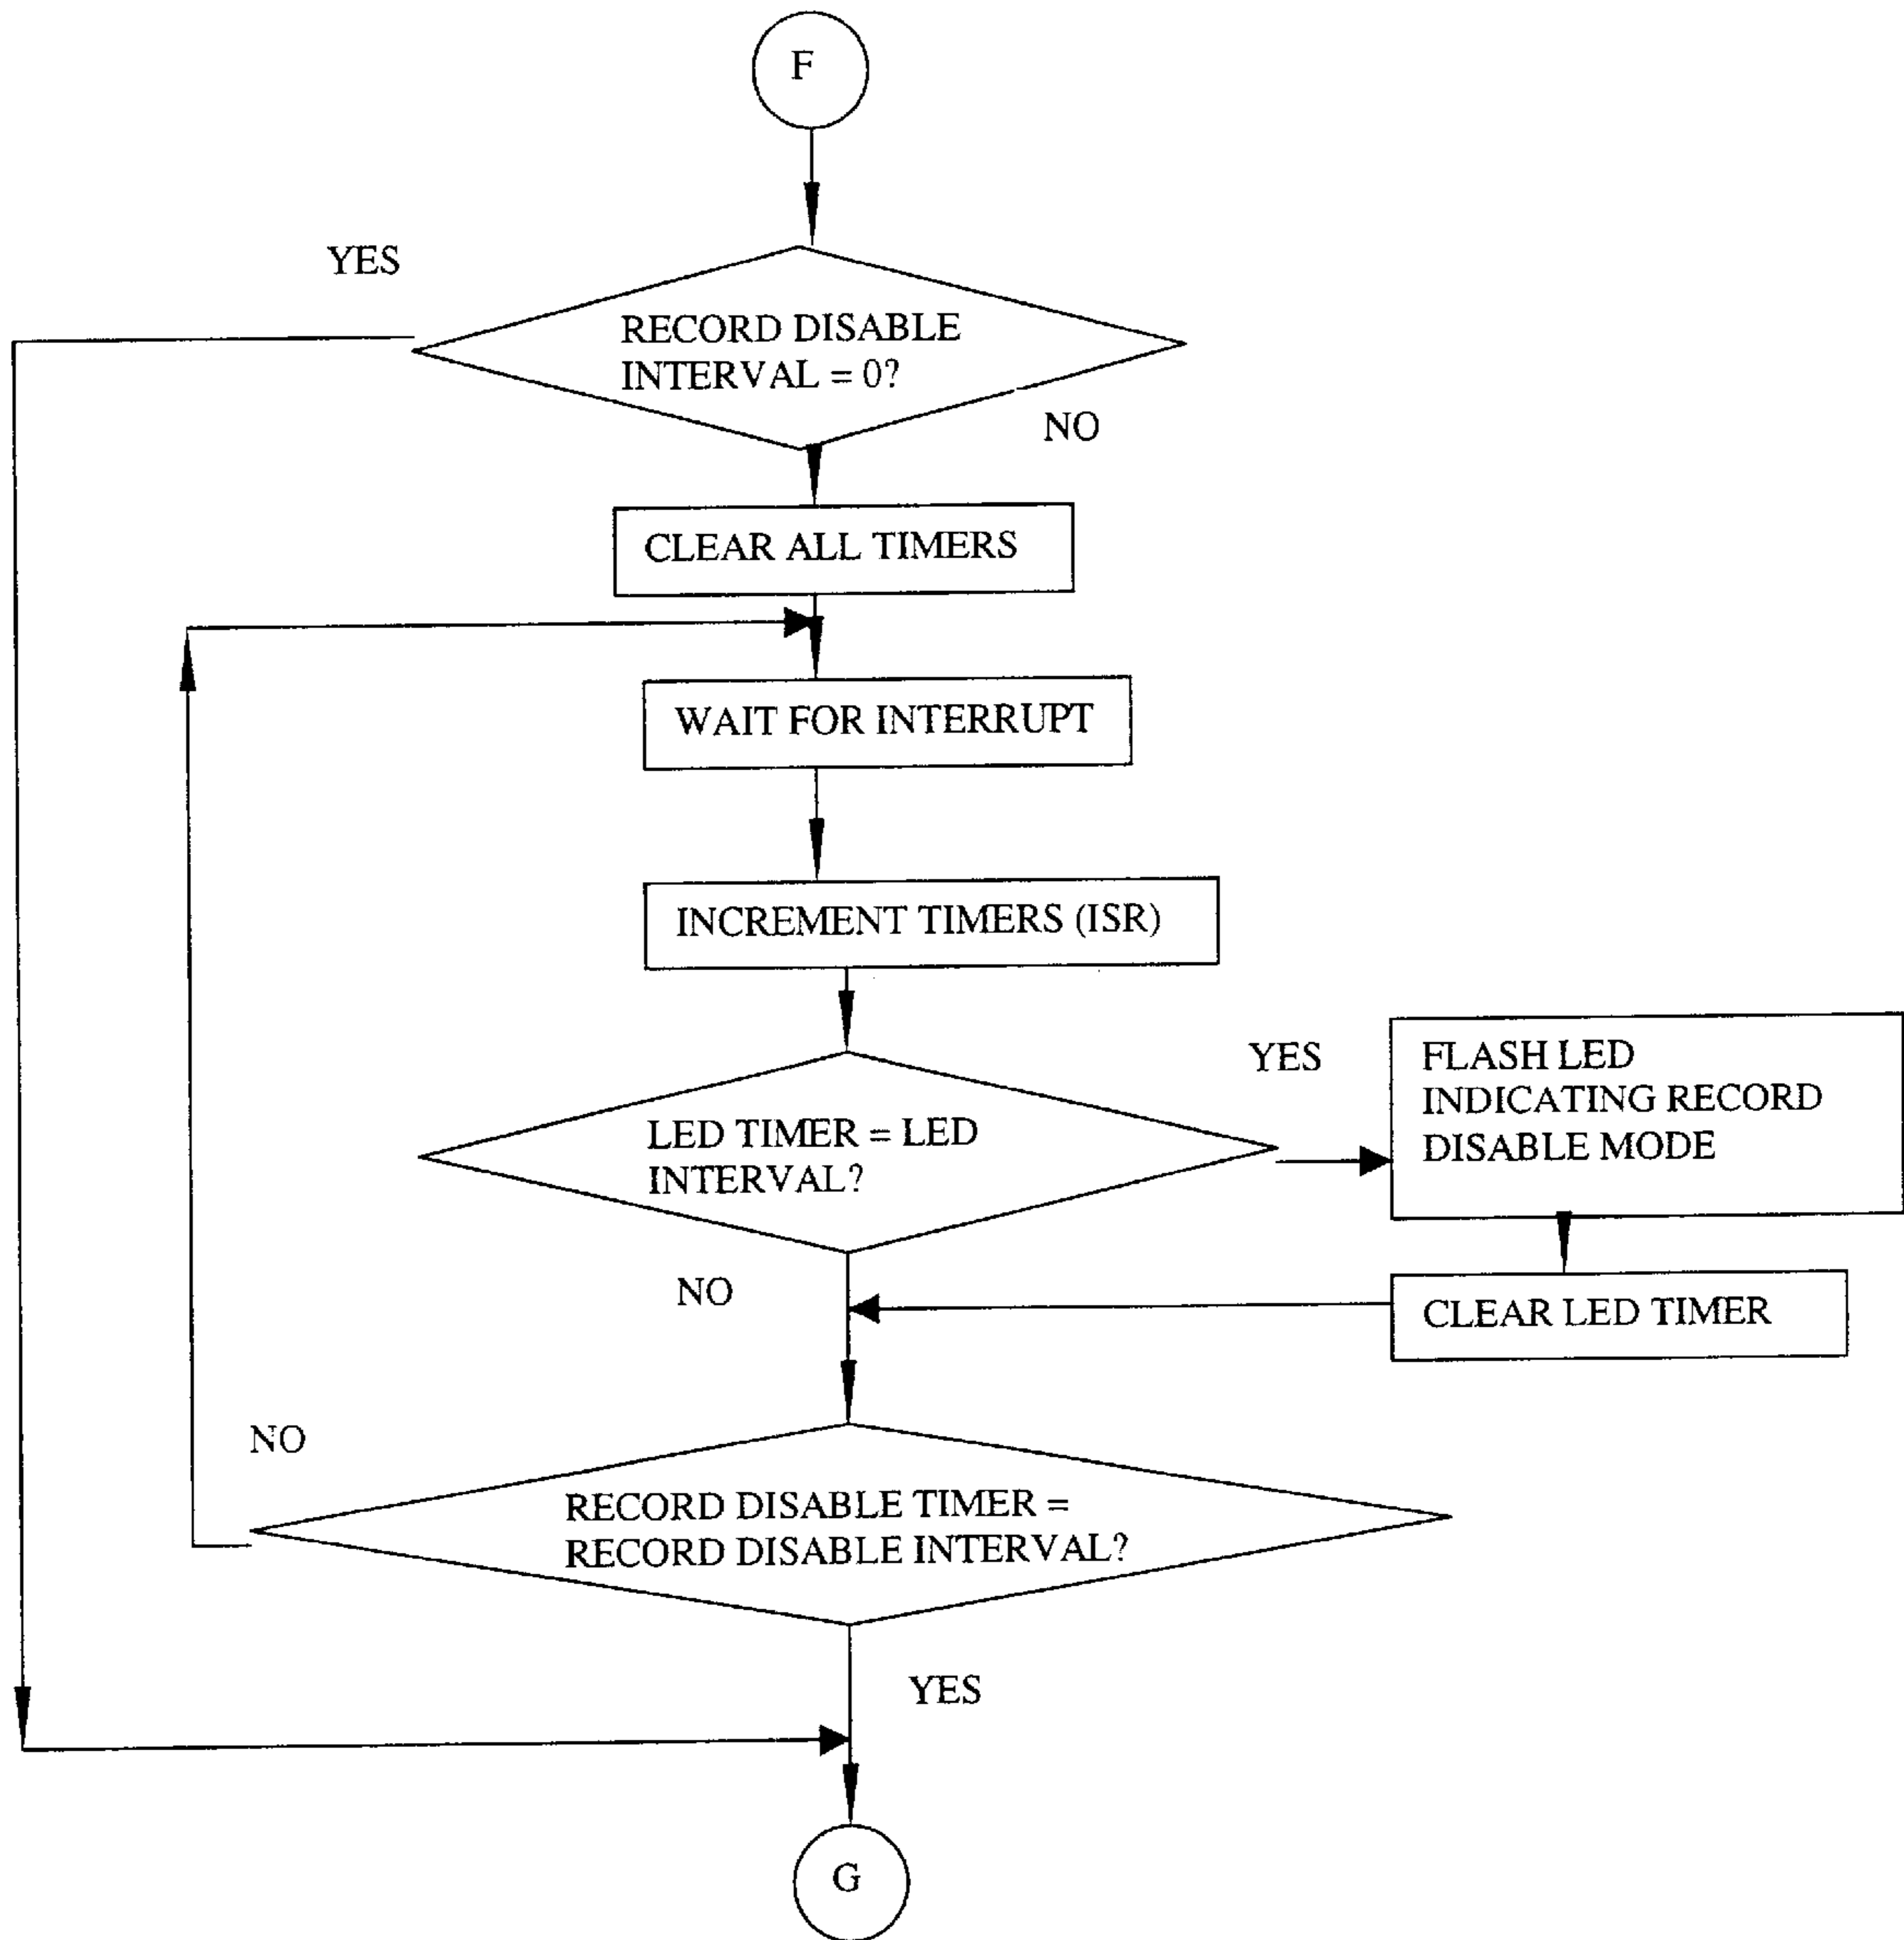 F
YES
RECORD DISABLE
INTERVAL = 0?
NO
CLEAR ALL TIMERS
WAIT FOR INTERRUPT
INCREMENT TIMERS (ISR)
LED TIMER = LED
INTERVAL?
YES
FLASH LED
INDICATING RECORD
DISABLE MODE
NO
CLEAR LED TIMER
NO
RECORD DISABLE TIMER =
RECORD DISABLE INTERVAL?
YES
G